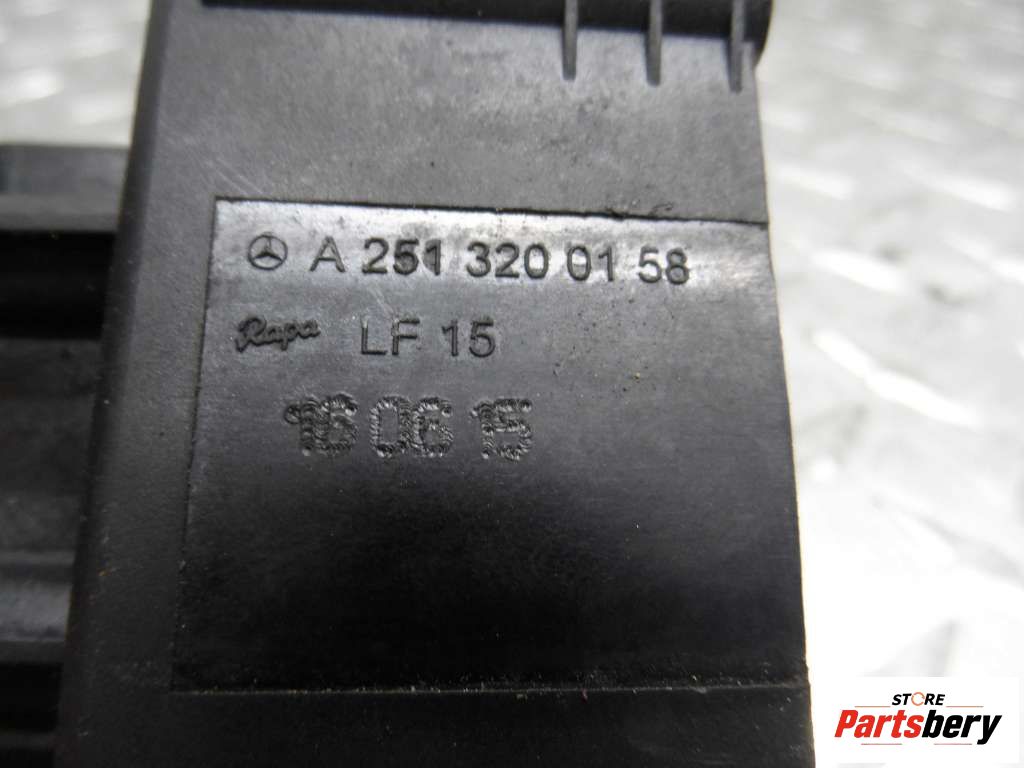 A 251 320 01 58
Rapa LF 15
16 06 15
STORE
Partsbery